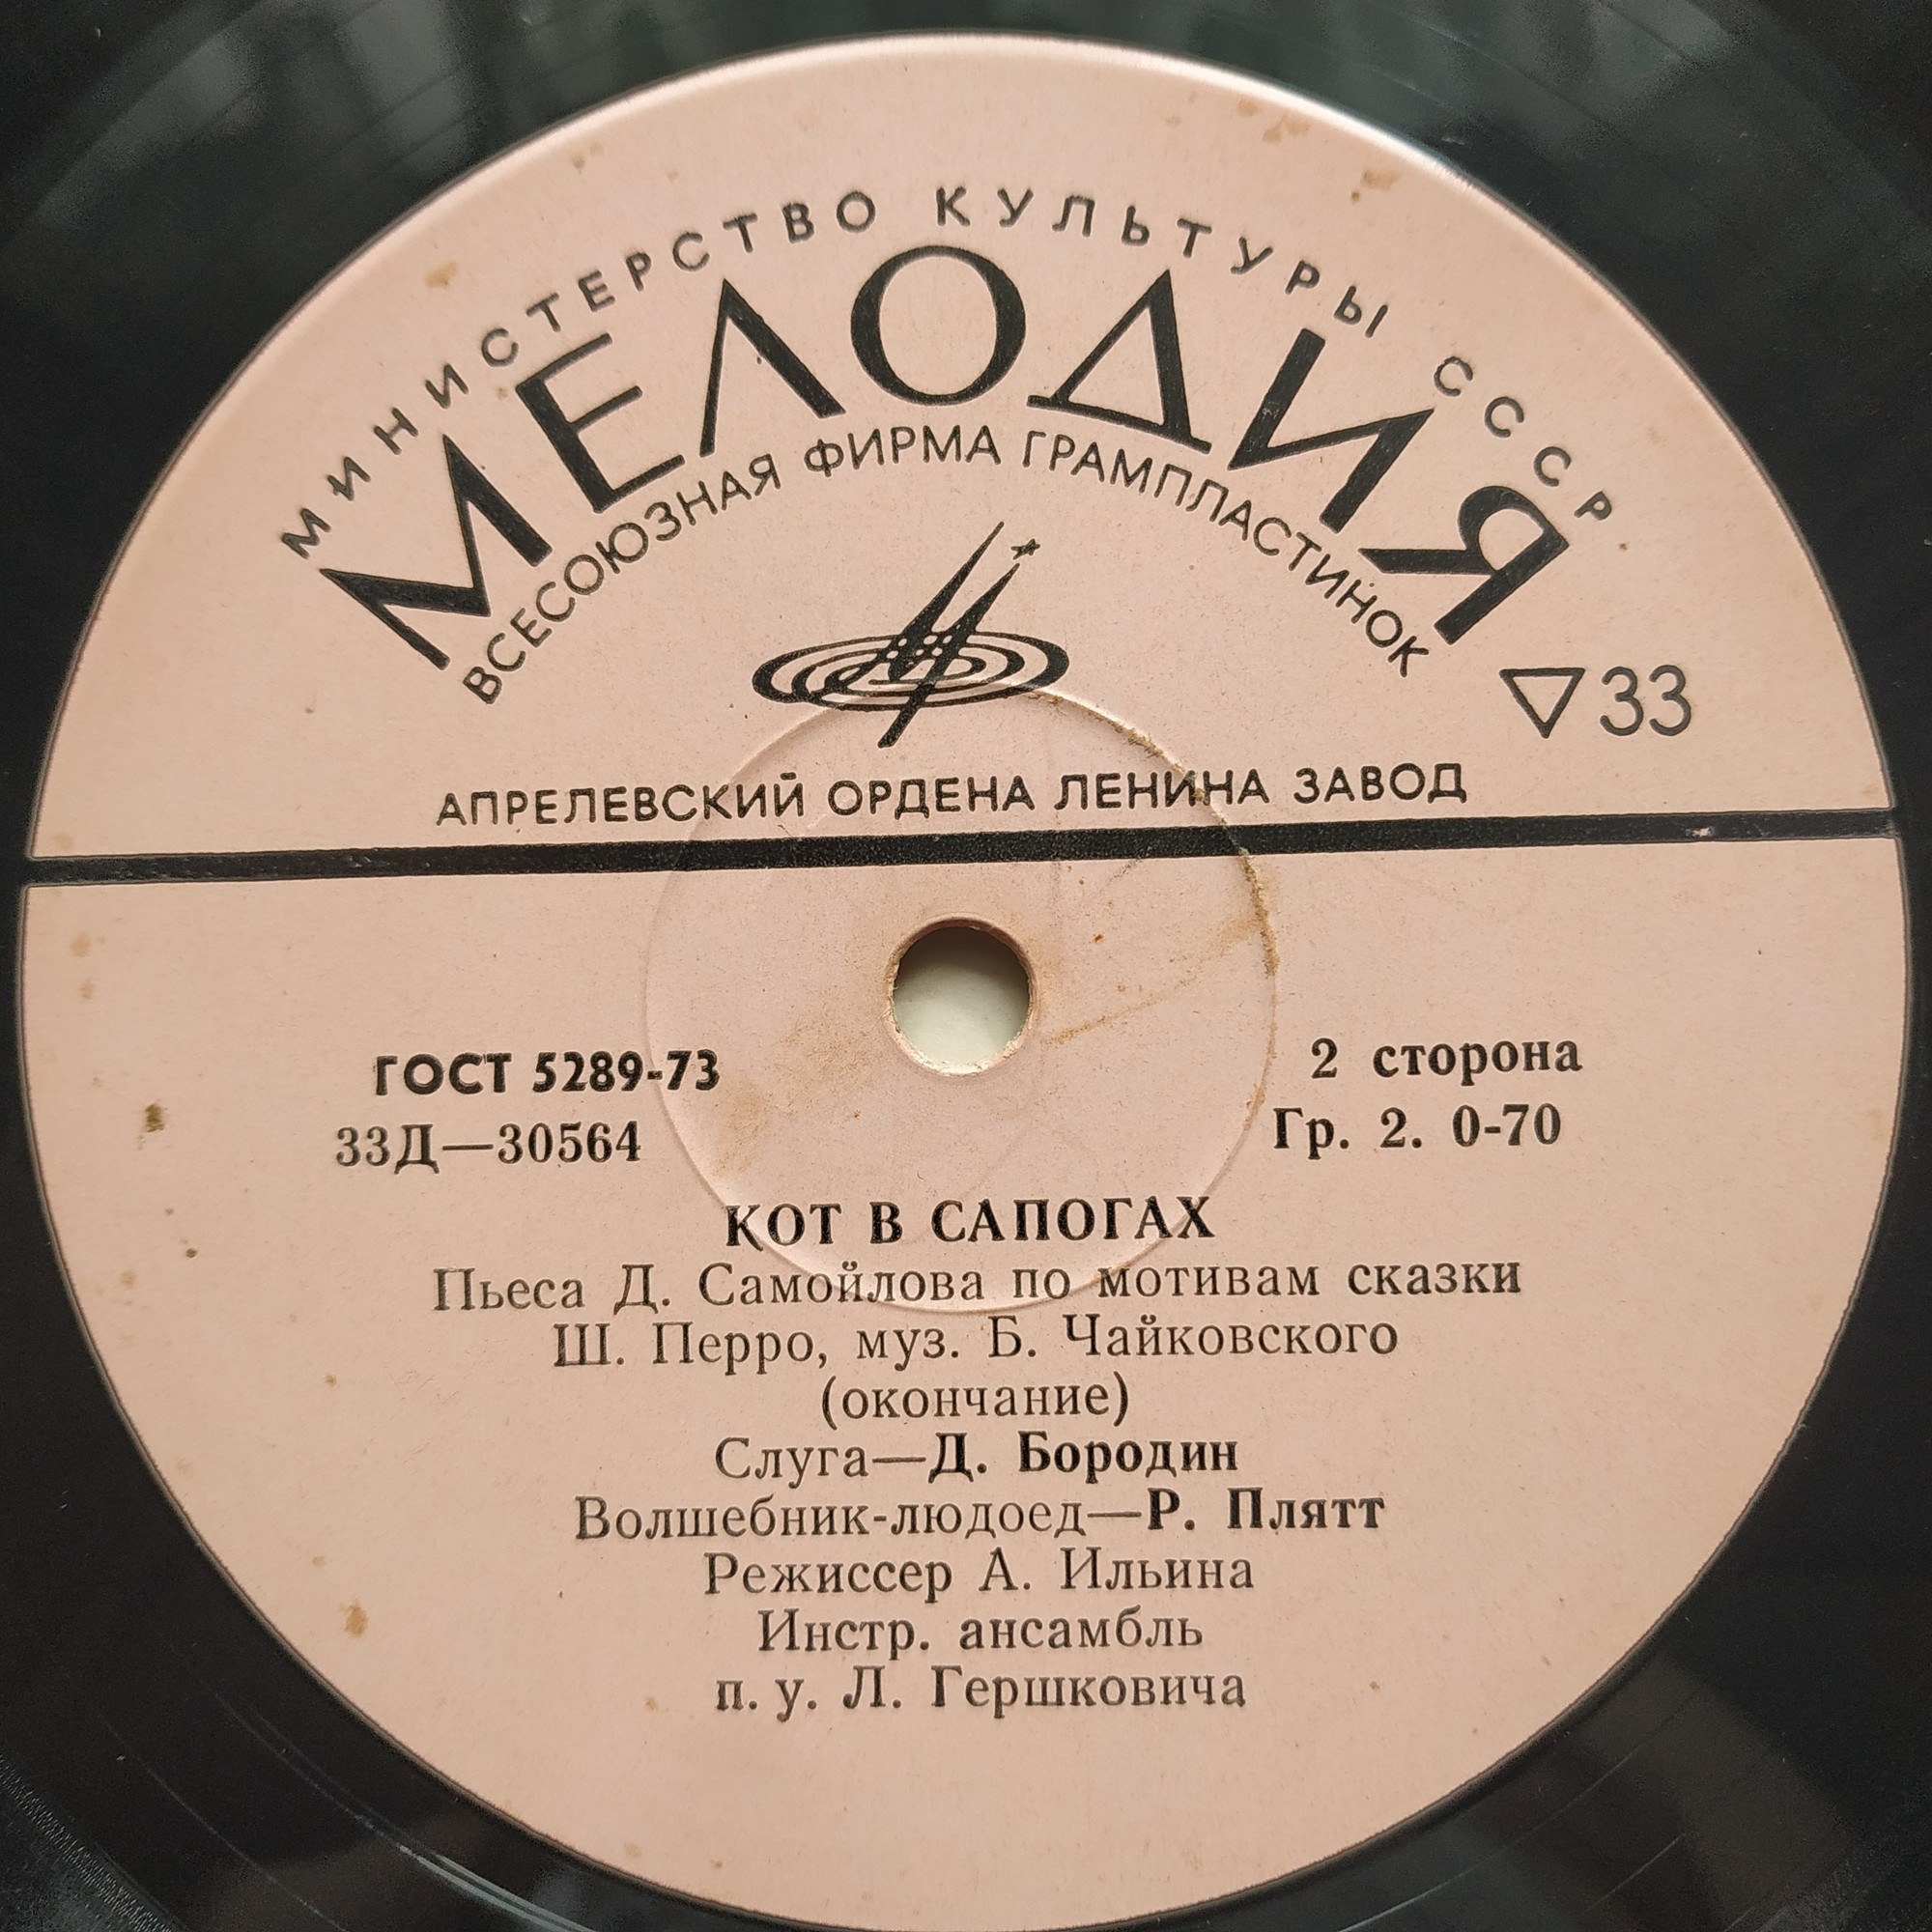 МИНИСТЕРСТВО КУЛЬТУРЫ СССР
МЕЛОДИЯ
ВСЕСОЮЗНАЯ ФИРМА ГРАМПЛАСТИНОК
▽33
АПРЕЛЕВСКИЙ ОРДЕНА ЛЕНИНА ЗАВОД
ГОСТ 5289-73
2 сторона
33Д—30564
Гр. 2. 0-70
КОТ В САПОГАХ
Пьеса Д. Самойлова по мотивам сказки
Ш. Перро, муз. Б. Чайковского
(окончание)
Слуга—Д. Бородин
Волшебник-людоед—Р. Плятт
Режиссер А. Ильина
Инстр. ансамбль
п. у. Л. Гершковича